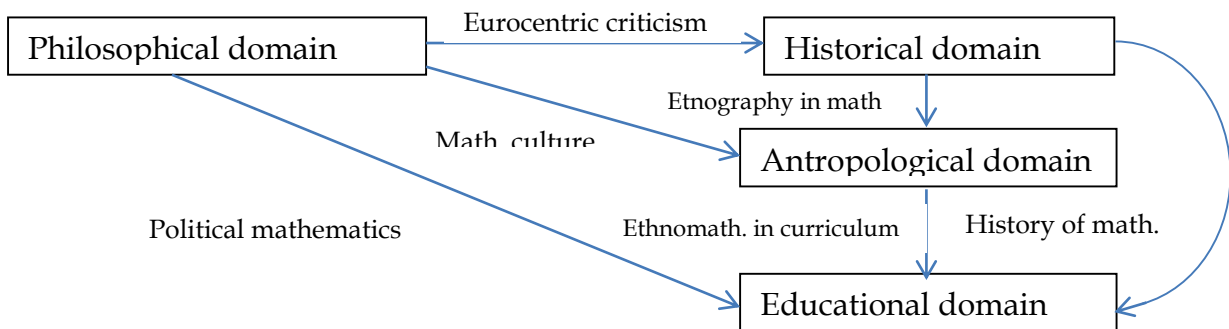 Eurocentric criticism
Philosophical domain
Historical domain
Etnography in math
Math. culture
Antropológical domain
Political mathematics
Ethnomath. in curriculum
History of math.
Educational domain